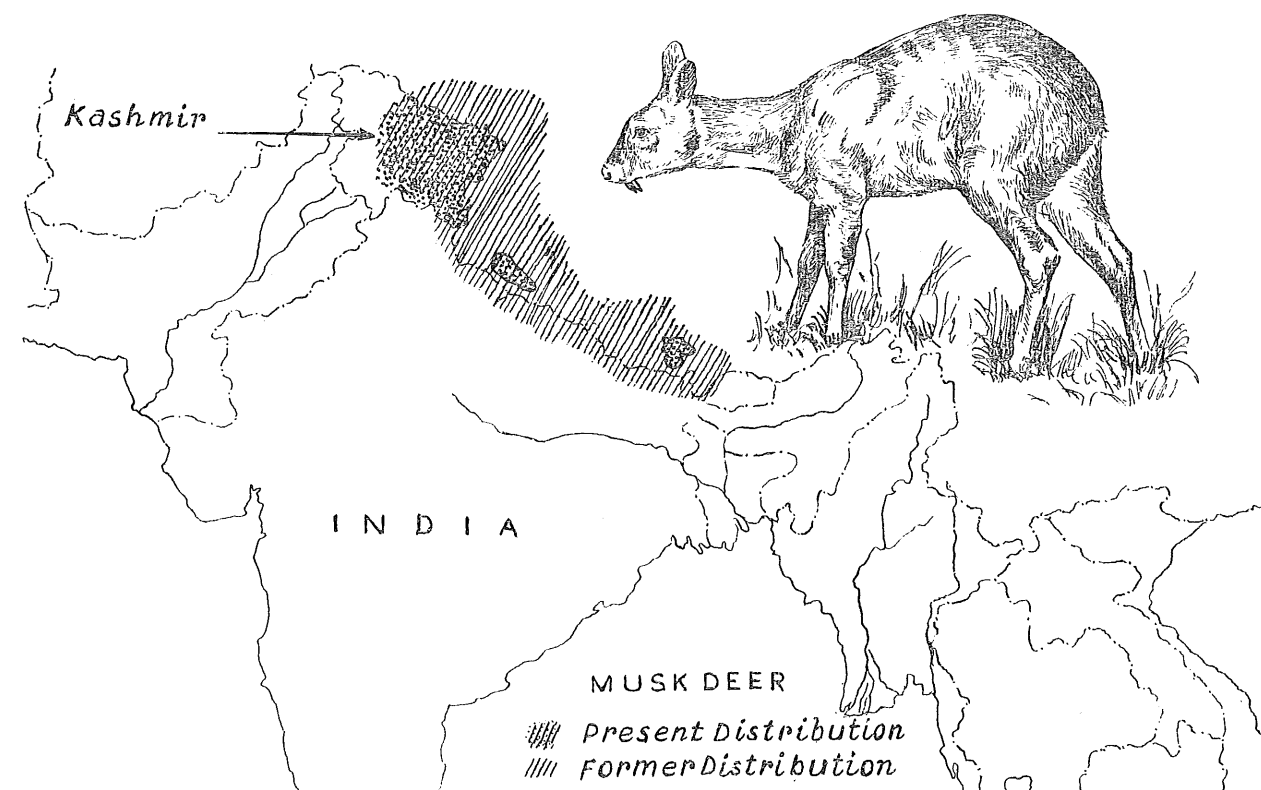 Kashmir
INDIA
MUSK DEER
Present Distribution
Former Distribution